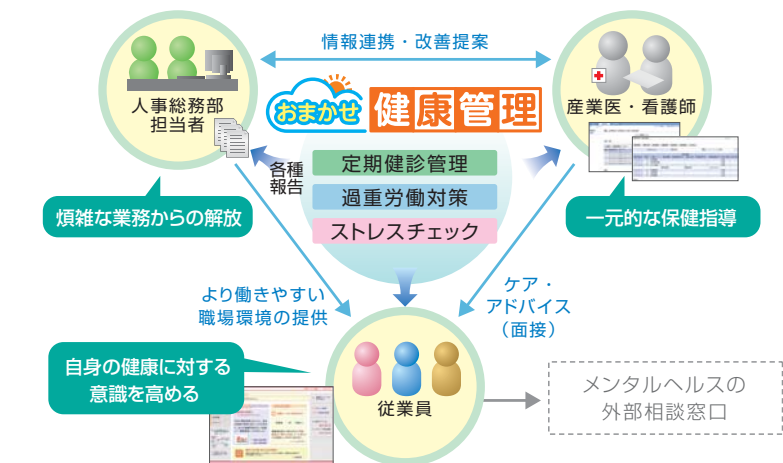 情報連携・改善提案
人事総務部
担当者
おまかせ 健康管理
産業医・看護師
各種
報告
定期健診管理
過重労働対策
ストレスチェック
煩雑な業務からの解放
一元的な保健指導
より働きやすい
職場環境の提供
ケア・
アドバイス
（面接）
自身の健康に対する
意識を高める
従業員
メンタルヘルスの
外部相談窓口